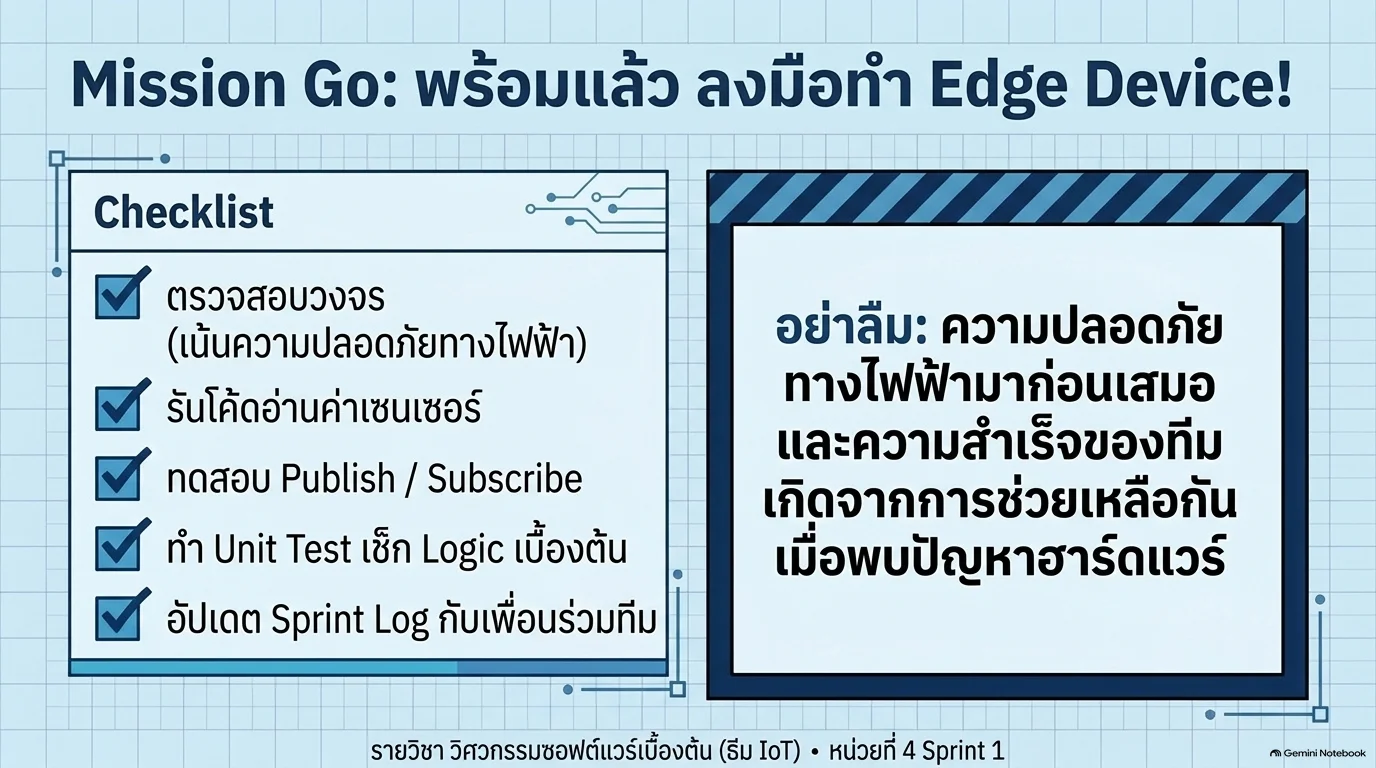 Mission Go: พร้อมแล้ว ลงมือทำ Edge Device!
Checklist
ตรวจสอบวงจร
(เน้นความปลอดภัยทางไฟฟ้า)
รันโค้ดอ่านค่าเซนเซอร์
ทดสอบ Publish / Subscribe
ทำ Unit Test เช็ก Logic เบื้องต้น
อัปเดต Sprint Log กับเพื่อนร่วมทีม
อย่าลืม: ความปลอดภัย
ทางไฟฟ้ามาก่อนเสมอ
และความสำเร็จของทีม
เกิดจากการช่วยเหลือกัน
เมื่อพบปัญหาฮาร์ดแวร์
รายวิชา วิศวกรรมซอฟต์แวร์เบื้องต้น (ธีม IoT) • หน่วยที่ 4 Sprint 1
Gemini Notebook